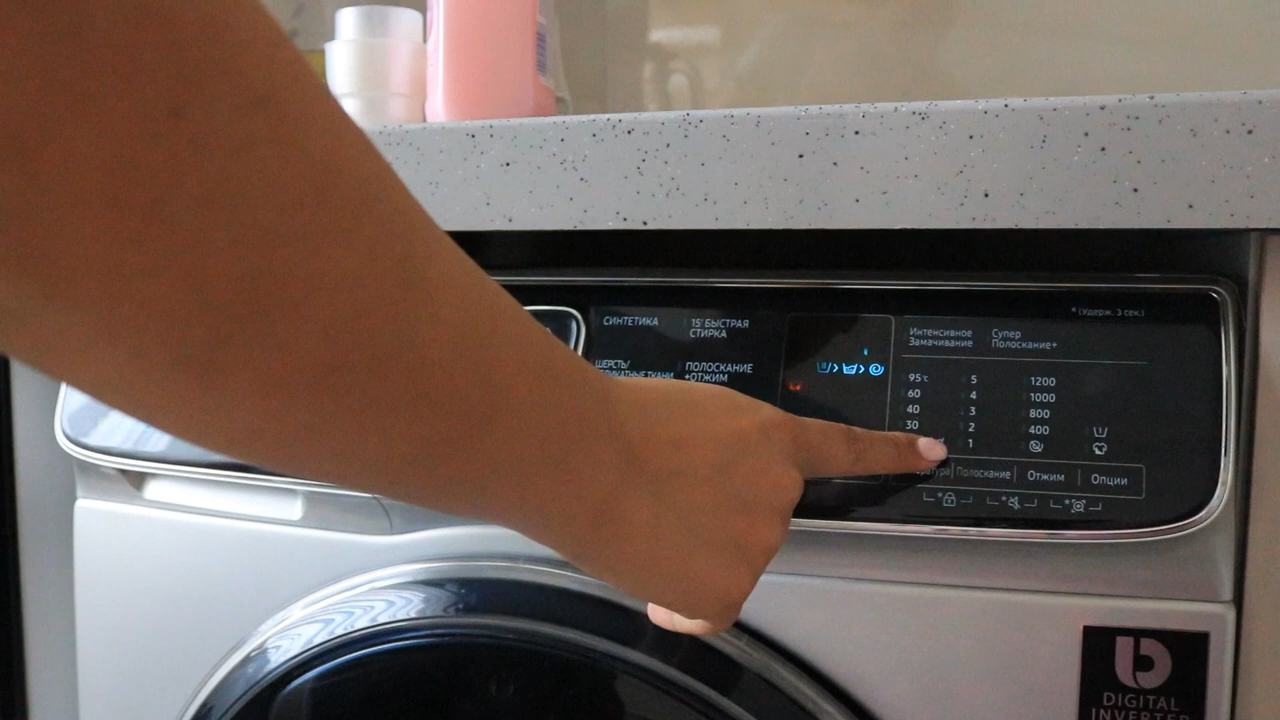 СИНТЕТИКА
15' БЫСТРАЯ
СТИРКА
ШЕРСТЬ/
ПОЛОСКАНИЕ
+ОТЖИМ
* (Удерж. 3 сек.)
Интенсивное
Замачивание
Супер
Полоскание+
95℃ 5 1200
60 4 1000
40 3 800
30 2 400
1
Полоскание Отжим Опции
DIGITAL
INVERTER